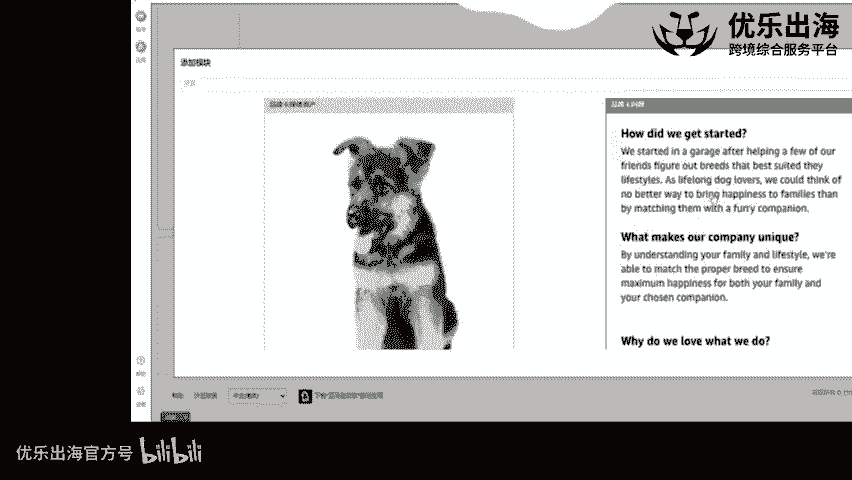 优乐出海
跨境综合服务平台
添加模块
How did we get started?
We started in a garage after helping a few of our
friends figure out breeds that best suited they
lifestyles. As lifelong dog lovers, we could think of
no better way to bring happiness to families than
by matching them with a furry companion.
What makes our company unique?
By understanding your family and lifestyle, we're
able to match the proper breed to ensure
maximum happiness for both your family and
your chosen companion.
Why do we love what we do?
优乐出海官方号 bilibili